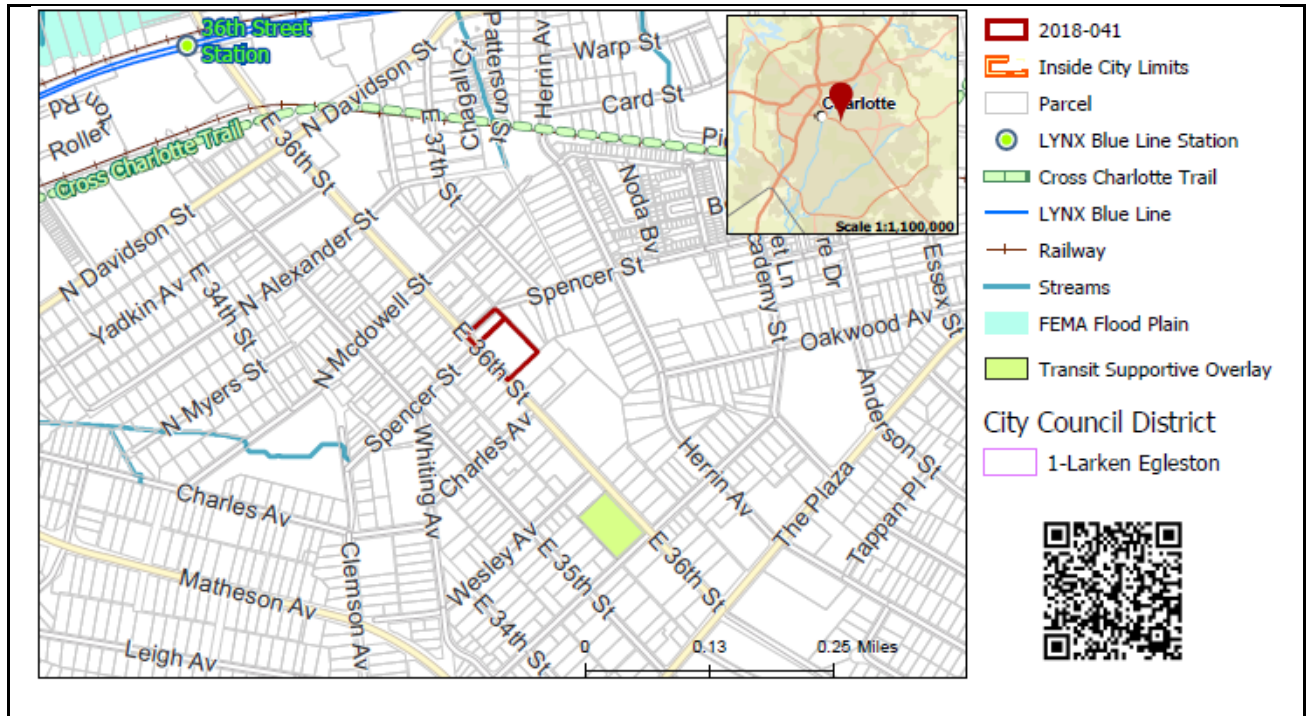 36th Street
Station
Rd
Rollet
ton
Cross Charlotte Trail
N Davidson St
E 36th St
N Davidson St
E 37th St
Patterson St
Herrin Av
Warp St
Card St
Charlotte
Scale 1:1,100,000
Yadkin Av
E 34th St
N Alexander St
N Mcdowell St
N Myers St
Noda Bv
Spencer St
E 36th St
Spencer St
Essex St
Oakwood Av
Anderson St
Charles Av
Whiting Av
Charles Av
Herrin Av
The Plaza
Tappan Pl
Matheson Av
Clemson Av
Wesley Av
E 35th St
E 34th St
E 36th St
Leigh Av
0 0.13 0.25 Miles
2018-041
Inside City Limits
Parcel
LYNX Blue Line Station
Cross Charlotte Trail
LYNX Blue Line
Railway
Streams
FEMA Flood Plain
Transit Supportive Overlay
City Council District
1-Larken Egleston